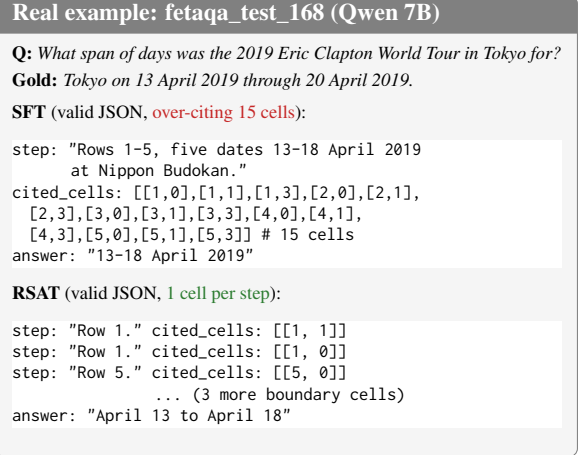 Real example: fetaqa_test_168 (Qwen 7B)
Q: What span of days was the 2019 Eric Clapton World Tour in Tokyo for?
Gold: Tokyo on 13 April 2019 through 20 April 2019.
SFT (valid JSON, over-citing 15 cells):
step: "Rows 1–5, five dates 13–18 April 2019
at Nippon Budokan."
cited_cells: [[1,0],[1,1],[1,3],[2,0],[2,1],
[2,3],[3,0],[3,1],[3,3],[4,0],[4,1],
[4,3],[5,0],[5,1],[5,3]] # 15 cells
answer: "13–18 April 2019"
RSAT (valid JSON, 1 cell per step):
step: "Row 1." cited_cells: [[1, 1]]
step: "Row 1." cited_cells: [[1, 0]]
step: "Row 5." cited_cells: [[5, 0]]
... (3 more boundary cells)
answer: "April 13 to April 18"